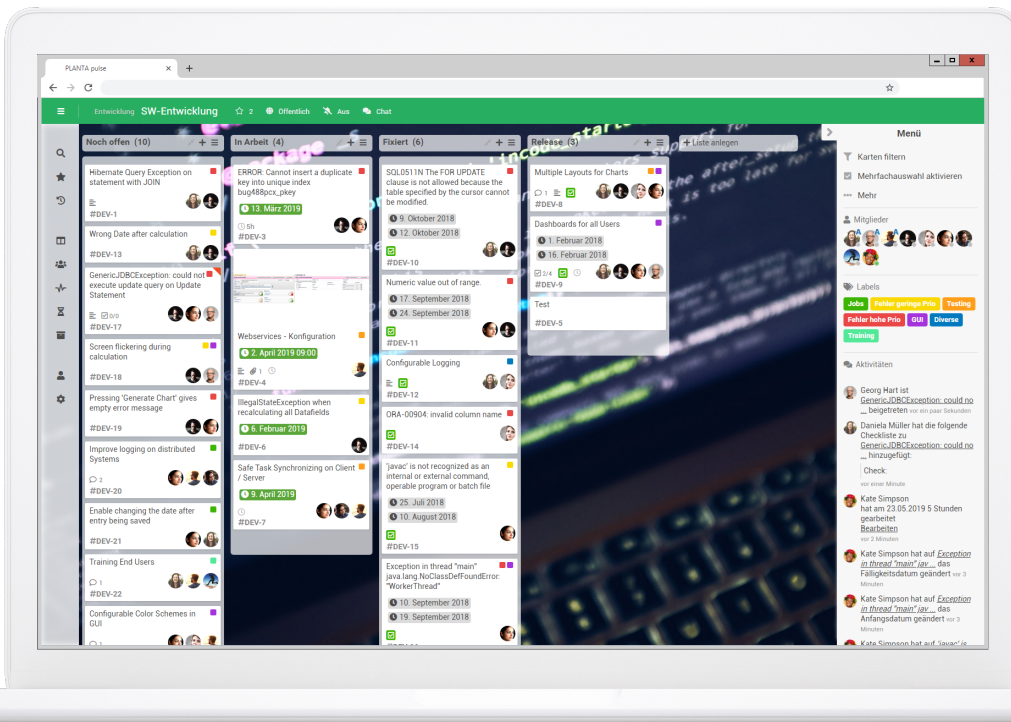 PLANTA pulse
Entwicklung SW-Entwicklung 2 Öffentlich Aus Chat
Noch offen (10)
Hibernate Query Exception on
statement with JOIN
#DEV-1
Wrong Date after calculation
#DEV-13
GenericJDBCException: could not
execute update query on Update
Statement
0/0
#DEV-17
Screen flickering during
calculation
#DEV-18
Pressing 'Generate Chart' gives
empty error message
#DEV-19
Improve logging on distributed
Systems
2
#DEV-20
Enable changing the date after
entry being saved
#DEV-21
Training End Users
1
#DEV-22
Configurable Color Schemes in
GUI
In Arbeit (4)
ERROR: Cannot insert a duplicate
key into unique index
bug488pcx_pkey
13. März 2019
5h
#DEV-3
Webservices - Konfiguration
2. April 2019 09:00
1
#DEV-4
IllegalStateException when
recalculating all Datafields
6. Februar 2019
#DEV-6
Safe Task Synchronizing on Client
/ Server
9. April 2019
#DEV-7
Fixiert (6)
SQL0511N The FOR UPDATE
clause is not allowed because the
table specified by the cursor cannot
be modified.
9. Oktober 2018
12. Oktober 2018
#DEV-10
Numeric value out of range.
17. September 2018
24. September 2018
#DEV-11
Configurable Logging
#DEV-12
ORA-00904: invalid column name
#DEV-14
'javac' is not recognized as an
internal or external command,
operable program or batch file
25. Juli 2018
10. August 2018
#DEV-15
Exception in thread "main"
java.lang.NoClassDefFoundError:
"WorkerThread"
10. September 2018
19. September 2018
Release (3)
Multiple Layouts for Charts
1
#DEV-8
Dashboards for all Users
1. Februar 2018
16. Februar 2018
2/4
#DEV-9
Test
#DEV-5
+ Liste anlegen
the after_setup_
is too late for
Menü
Karten filtern
Mehrfachauswahl aktivieren
Mehr
Mitglieder
Labels
Jobs Fehler geringe Prio Testing
Fehler hohe Prio GUI Diverse
Training
Aktivitäten
Georg Hart ist
GenericJDBCException: could no
... beigetreten vor ein paar Sekunden
Daniela Müller hat die folgende
Checkliste zu
GenericJDBCException: could no
... hinzugefügt:
Check:
vor einer Minute
Kate Simpson
hat am 23.05.2019 5 Stunden
gearbeitet
Bearbeiten
vor 2 Minuten
Kate Simpson hat auf Exception
in thread "main" jav ... das
Fälligkeitsdatum geändert vor 3
Minuten
Kate Simpson hat auf Exception
in thread "main" jav ... das
Anfangsdatum geändert vor 3
Minuten
Kate Simpson hat auf 'javac' is